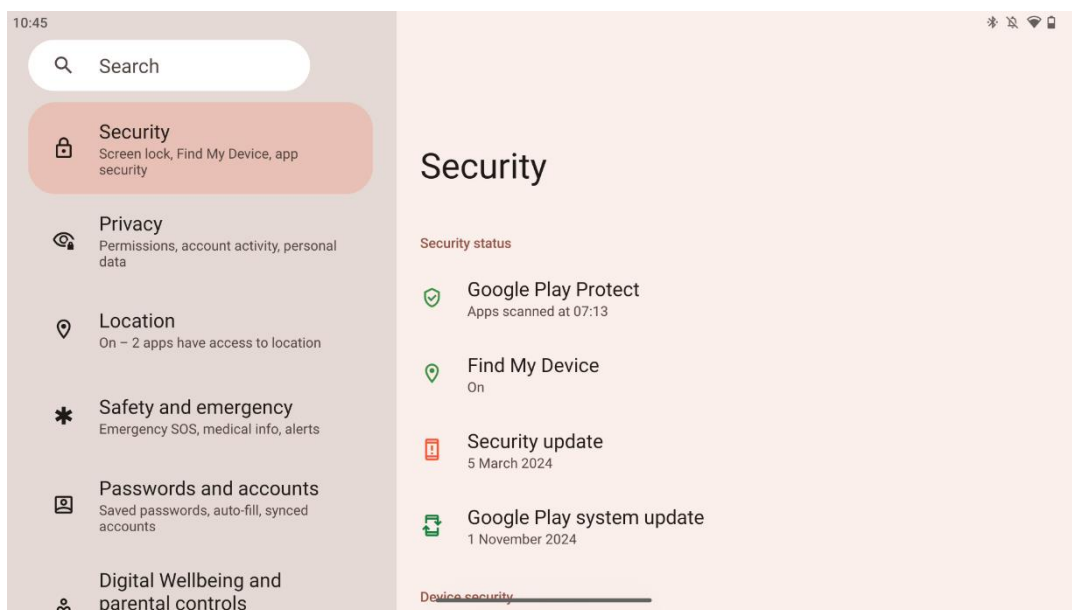 10:45
Search
Security
Screen lock, Find My Device, app
security
Privacy
Permissions, account activity, personal
data
Location
On – 2 apps have access to location
Safety and emergency
Emergency SOS, medical info, alerts
Passwords and accounts
Saved passwords, auto-fill, synced
accounts
Digital Wellbeing and
parental controls
Security
Security status
Google Play Protect
Apps scanned at 07:13
Find My Device
On
Security update
5 March 2024
Google Play system update
1 November 2024
Device security